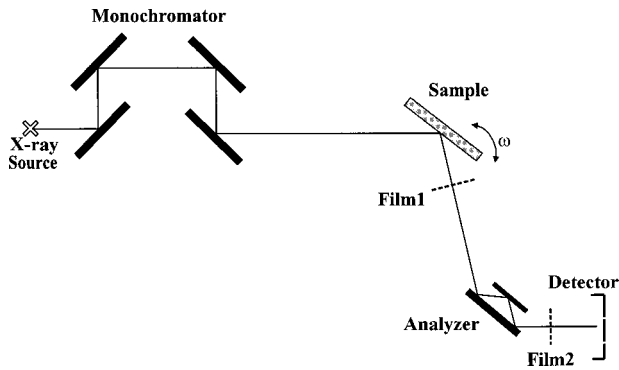 Monochromator
Sample
X-ray
Source
ω
Film1
Detector
Analyzer
Film2